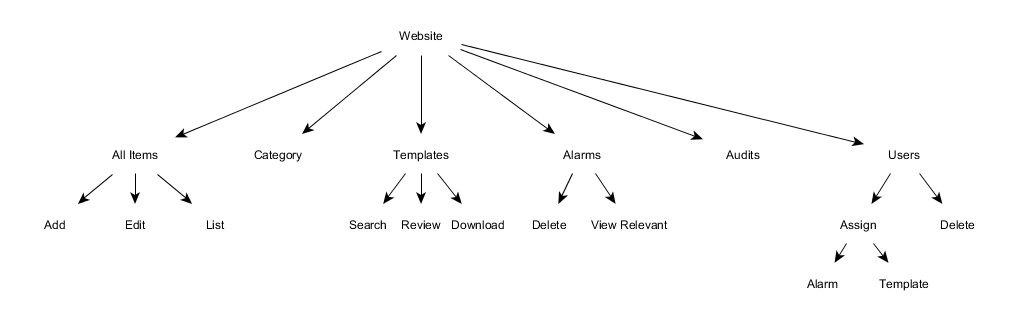 Website
All Items
Category
Templates
Alarms
Audits
Users
Add
Edit
List
Search
Review
Download
Delete
View Relevant
Assign
Delete
Alarm
Template